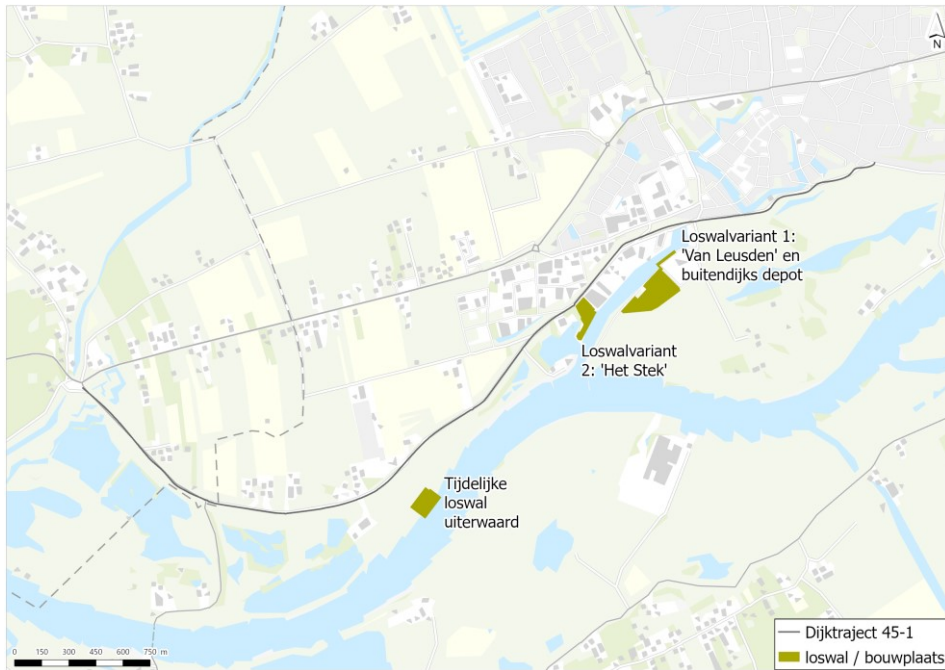 N
Loswalvariant 1:
'Van Leusden' en
buitendijks depot
Loswalvariant
2: 'Het Stek'
Tijdelijke
loswal
uiterwaard
0 150 300 450 600 750 m
Dijktraject 45-1
loswal / bouwplaats